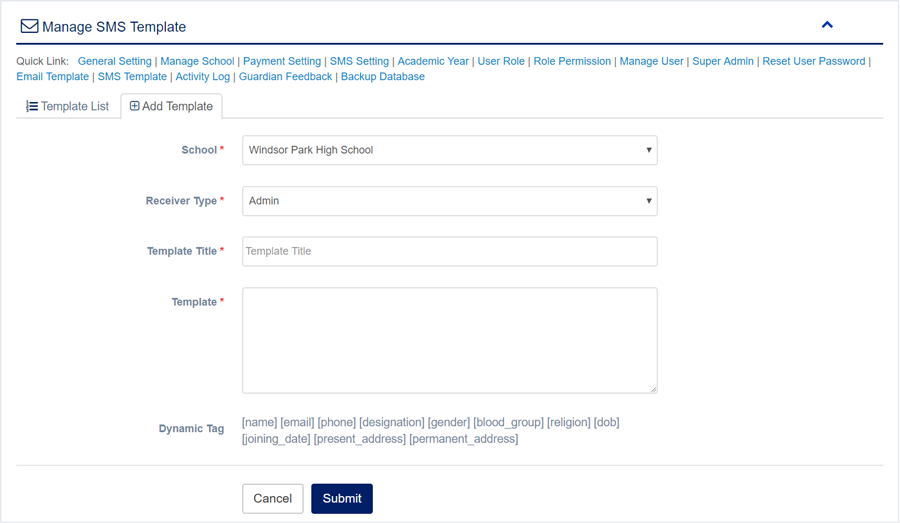 Manage SMS Template
Quick Link: General Setting | Manage School | Payment Setting | SMS Setting | Academic Year | User Role | Role Permission | Manage User | Super Admin | Reset User Password |
Email Template | SMS Template | Activity Log | Guardian Feedback | Backup Database
Template List Add Template
School * Windsor Park High School
Receiver Type * Admin
Template Title * Template Title
Template *
Dynamic Tag [name] [email] [phone] [designation] [gender] [blood_group] [religion] [dob]
[joining_date] [present_address] [permanent_address]
Cancel Submit